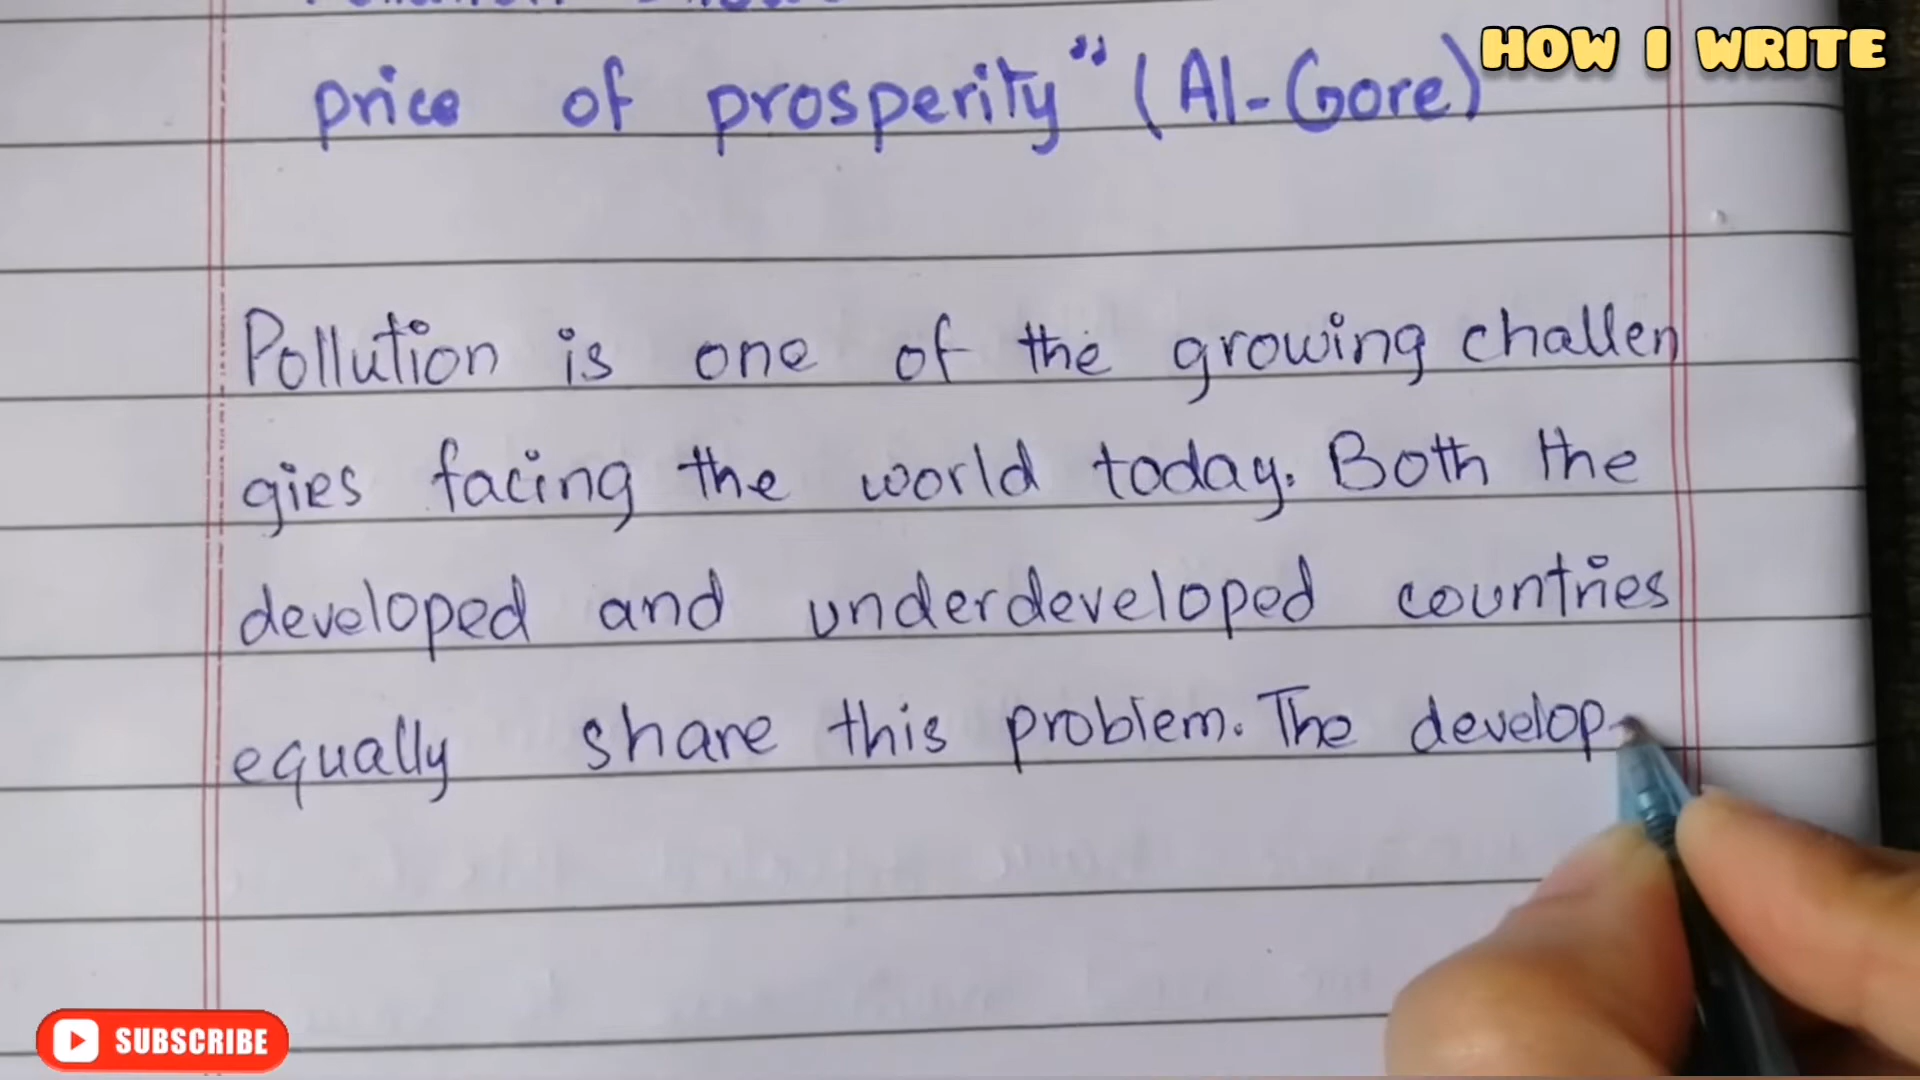 price of prosperity" (Al-Gore)
HOW I WRITE
Pollution is one of the growing challen
gies facing the world today. Both the
developed and underdeveloped countries
equally share this problem. The develop-
SUBSCRIBE